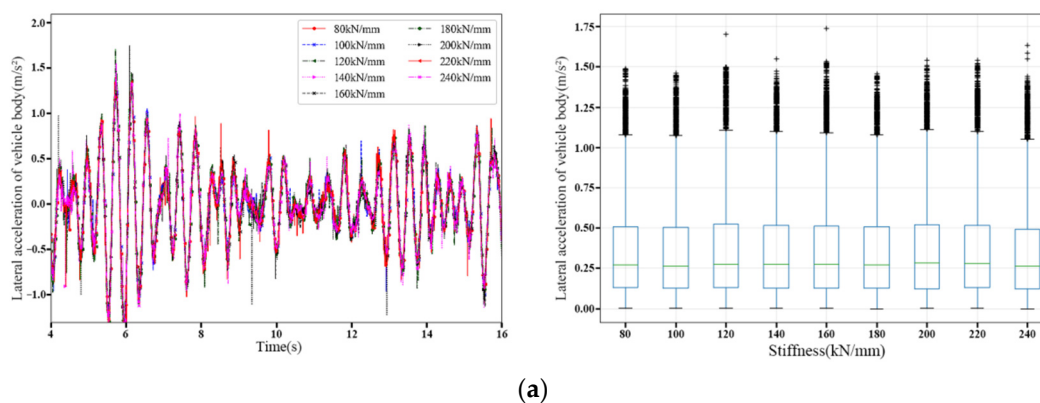 2.0
1.5
1.0
0.5
0.0
-0.5
-1.0
Lateral acceleration of vehicle body(m/s²)
80kN/mm
100kN/mm
120kN/mm
140kN/mm
160kN/mm
180kN/mm
200kN/mm
220kN/mm
240kN/mm
4 6 8 10 12 14 16
Time(s)
1.75
1.50
1.25
1.00
0.75
0.50
0.25
0.00
Lateral acceleration of vehicle body(m/s²)
80 100 120 140 160 180 200 220 240
Stiffness(kN/mm)
(a)